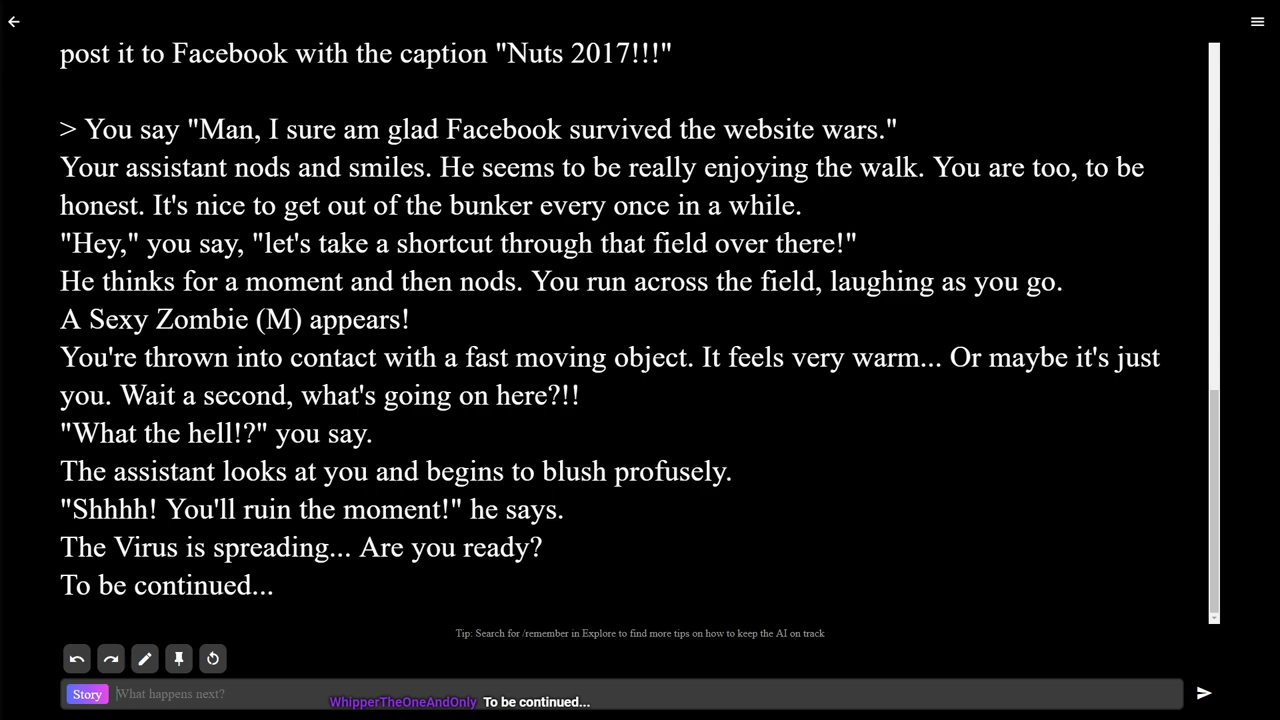 post it to Facebook with the caption "Nuts 2017!!!"
> You say "Man, I sure am glad Facebook survived the website wars."
Your assistant nods and smiles. He seems to be really enjoying the walk. You are too, to be
honest. It's nice to get out of the bunker every once in a while.
"Hey," you say, "let's take a shortcut through that field over there!"
He thinks for a moment and then nods. You run across the field, laughing as you go.
A Sexy Zombie (M) appears!
You're thrown into contact with a fast moving object. It feels very warm... Or maybe it's just
you. Wait a second, what's going on here?!!
"What the hell!?" you say.
The assistant looks at you and begins to blush profusely.
"Shhhh! You'll ruin the moment!" he says.
The Virus is spreading... Are you ready?
To be continued...
Tip: Search for /remember in Explore to find more tips on how to keep the AI on track
Story What happens next?
WhipperTheOneAndOnly To be continued...